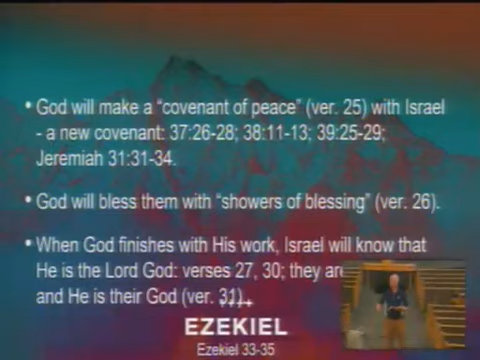 • God will make a “covenant of peace” (ver. 25) with Israel
- a new covenant: 37:26-28; 38:11-13; 39:25-29;
Jeremiah 31:31-34.
• God will bless them with “showers of blessing” (ver. 26).
• When God finishes with His work, Israel will know that
He is the Lord God: verses 27, 30; they are
and He is their God (ver. 31).
EZEKIEL
Ezekiel 33-35